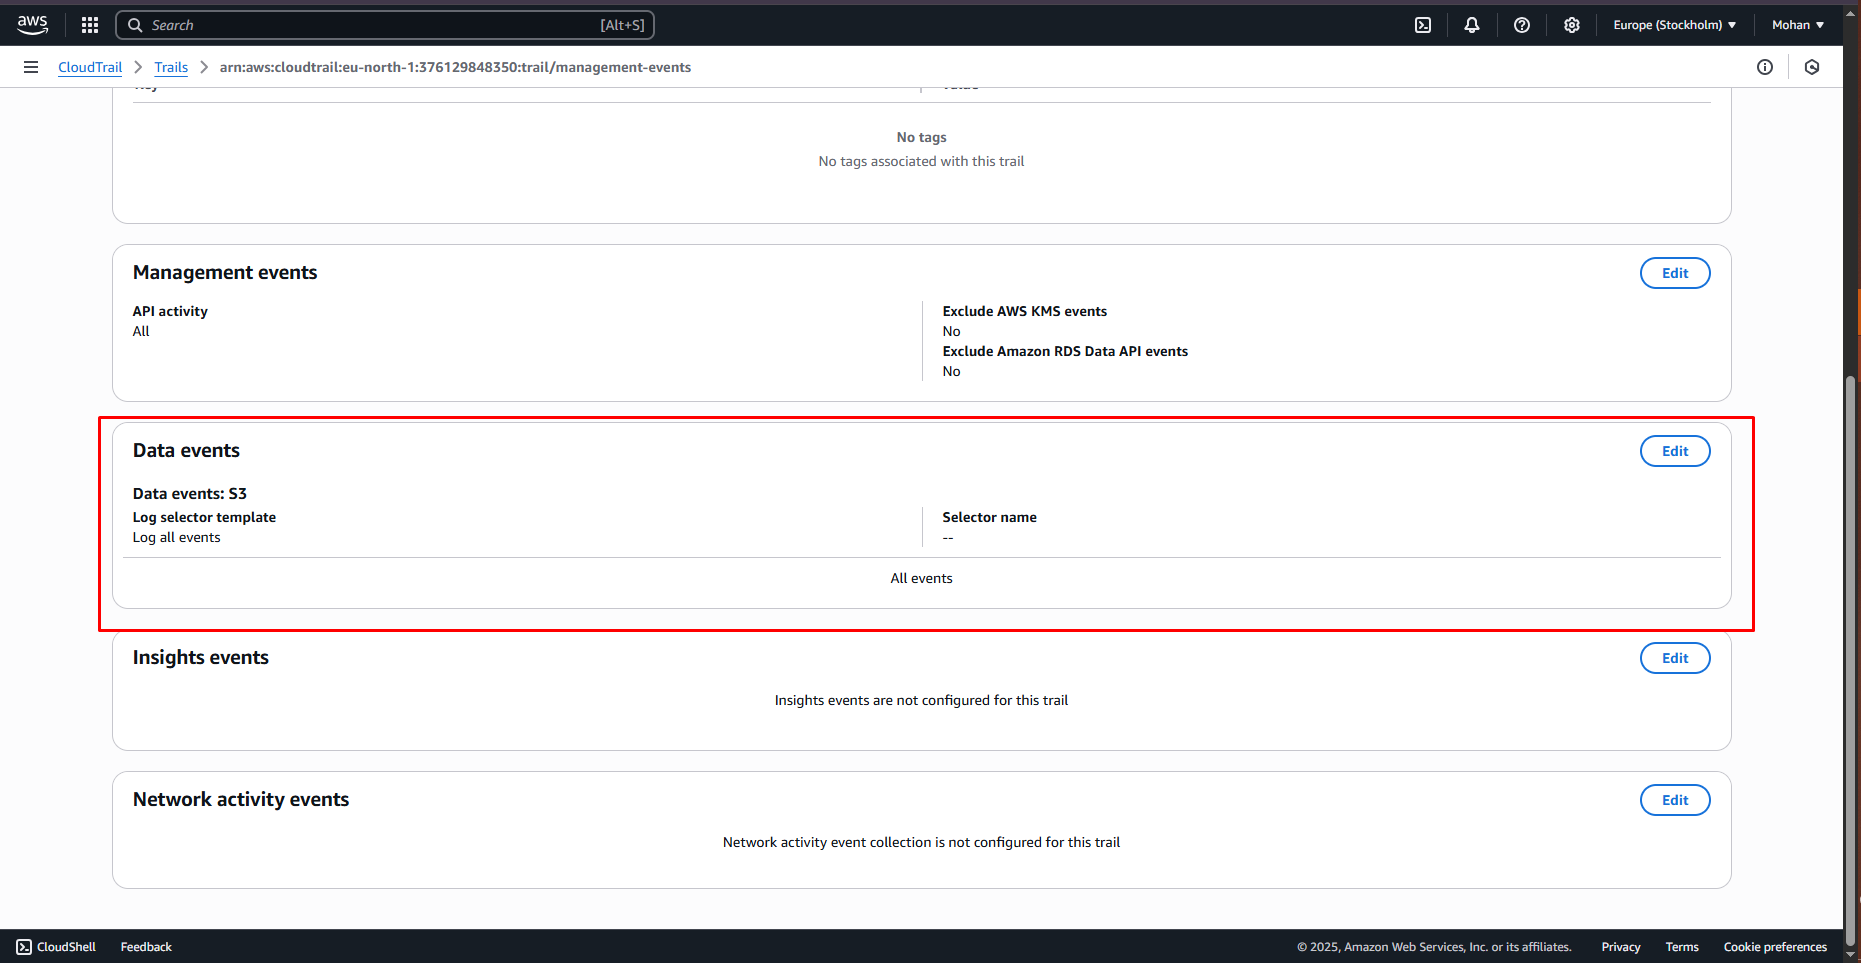 aws
Search [Alt+S]
Europe (Stockholm) Mohan
CloudTrail Trails arn:aws:cloudtrail:eu-north-1:376129848350:trail/management-events
Key Value
No tags
No tags associated with this trail
Management events Edit
API activity
All
Exclude AWS KMS events
No
Exclude Amazon RDS Data API events
No
Data events Edit
Data events: S3
Log selector template
Log all events
Selector name
--
All events
Insights events Edit
Insights events are not configured for this trail
Network activity events Edit
Network activity event collection is not configured for this trail
CloudShell Feedback © 2025, Amazon Web Services, Inc. or its affiliates. Privacy Terms Cookie preferences